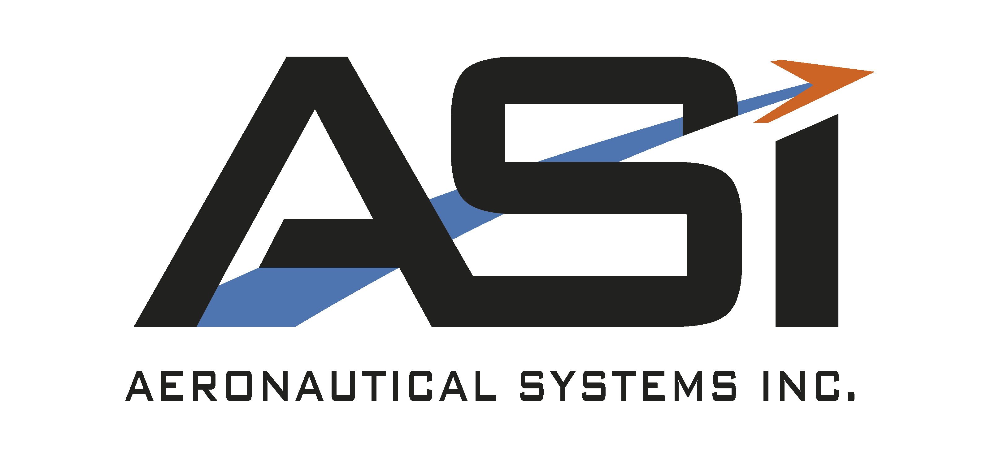 ASI
AERONAUTICAL SYSTEMS INC.